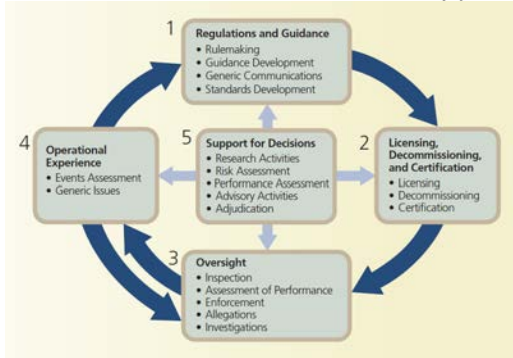 1
Regulations and Guidance
• Rulemaking
• Guidance Development
• Generic Communications
• Standards Development
4
Operational
Experience
• Events Assessment
• Generic Issues
5
Support for Decisions
• Research Activities
• Risk Assessment
• Performance Assessment
• Advisory Activities
• Adjudication
2
Licensing,
Decommissioning,
and Certification
• Licensing
• Decommissioning
• Certification
3
Oversight
• Inspection
• Assessment of Performance
• Enforcement
• Allegations
• Investigations